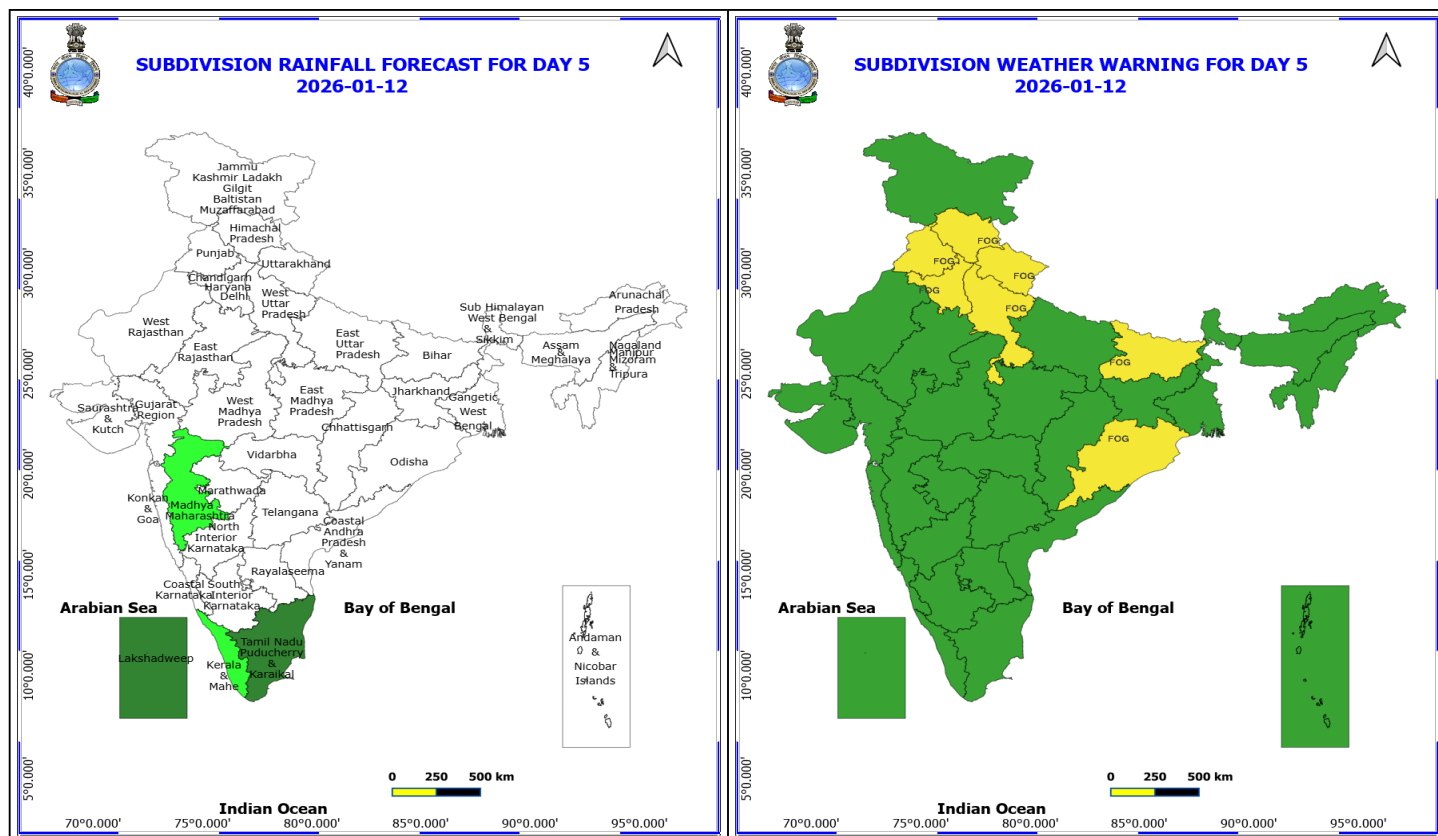 SUBDIVISION RAINFALL FORECAST FOR DAY 5
2026-01-12
40°0.000'
35°0.000'
30°0.000'
25°0.000'
20°0.000'
15°0.000'
10°0.000'
5°0.000'
Jammu
Kashmir Ladakh
Gilgit
Baltistan
Muzaffarabad
Himachal
Pradesh
Punjab
Uttarakhand
Chandigarh
Haryana
Delhi
West
Uttar
Pradesh
Arunachal
Pradesh
Sub Himalayan
West Bengal
&
Sikkim
West
Rajasthan
East
Rajasthan
East
Uttar
Pradesh
Bihar
Assam
&
Meghalaya
Nagaland
Manipur
Mizoram
&
Tripura
Jharkhand
Gangetic
West
Bengal
Saurashtra
&
Kutch
Gujarat
Region
West
Madhya
Pradesh
East
Madhya
Pradesh
Chhattisgarh
Vidarbha
Odisha
Konkan
&
Goa
Madhya
Maharashtra
Marathwada
Telangana
North
Interior
Karnataka
Coastal
Andhra
Pradesh
&
Yanam
Rayalaseema
Coastal
Karnataka
South
Interior
Karnataka
Arabian Sea
Bay of Bengal
Lakshadweep
Tamil Nadu
Puducherry
&
Karaikal
Kerala
&
Mahe
Andaman
&
Nicobar
Islands
0 250 500 km
Indian Ocean
70°0.000' 75°0.000' 80°0.000' 85°0.000' 90°0.000' 95°0.000'
SUBDIVISION WEATHER WARNING FOR DAY 5
2026-01-12
40°0.000'
35°0.000'
30°0.000'
25°0.000'
20°0.000'
15°0.000'
10°0.000'
5°0.000'
FOG
FOG
FOG
FOG
FOG
FOG
FOG
Arabian Sea
Bay of Bengal
0 250 500 km
Indian Ocean
70°0.000' 75°0.000' 80°0.000' 85°0.000' 90°0.000' 95°0.000'